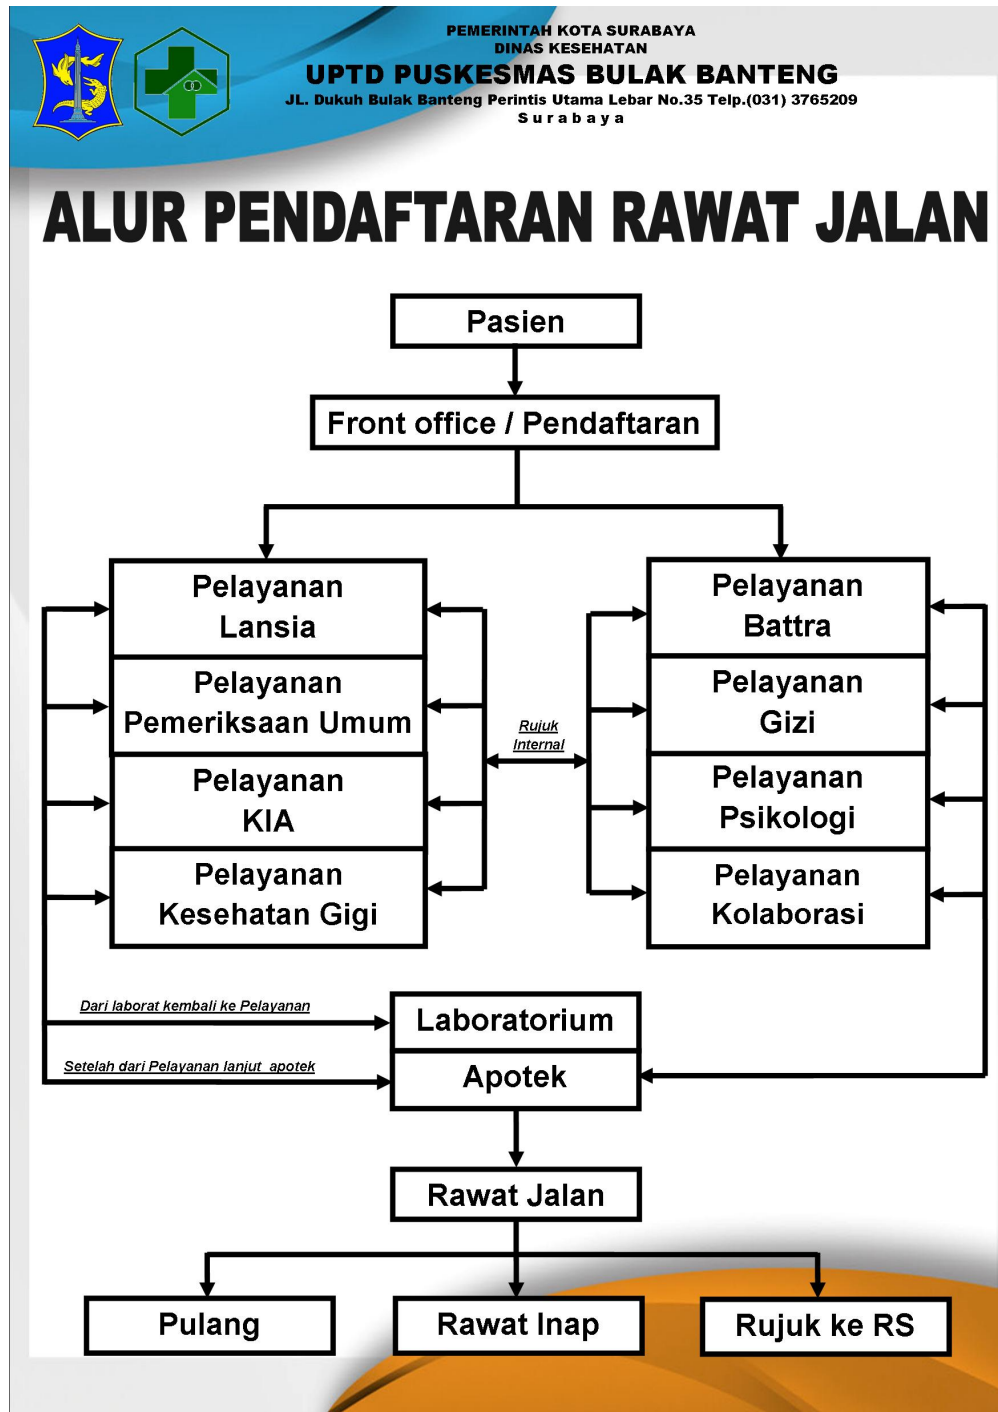 PEMERINTAH KOTA SURABAYA
DINAS KESEHATAN
UPTD PUSKESMAS BULAK BANTENG
JL. Dukuh Bulak Banteng Perintis Utama Lebar No.35 Telp.(031) 3765209
Surabaya
ALUR PENDAFTARAN RAWAT JALAN
Pasien
Front office / Pendaftaran
Pelayanan
Lansia
Pelayanan
Pemeriksaan Umum
Pelayanan
KIA
Pelayanan
Kesehatan Gigi
Rujuk
Internal
Pelayanan
Battra
Pelayanan
Gizi
Pelayanan
Psikologi
Pelayanan
Kolaborasi
Dari laborat kembali ke Pelayanan
Laboratorium
Setelah dari Pelayanan lanjut apotek
Apotek
Rawat Jalan
Pulang
Rawat Inap
Rujuk ke RS